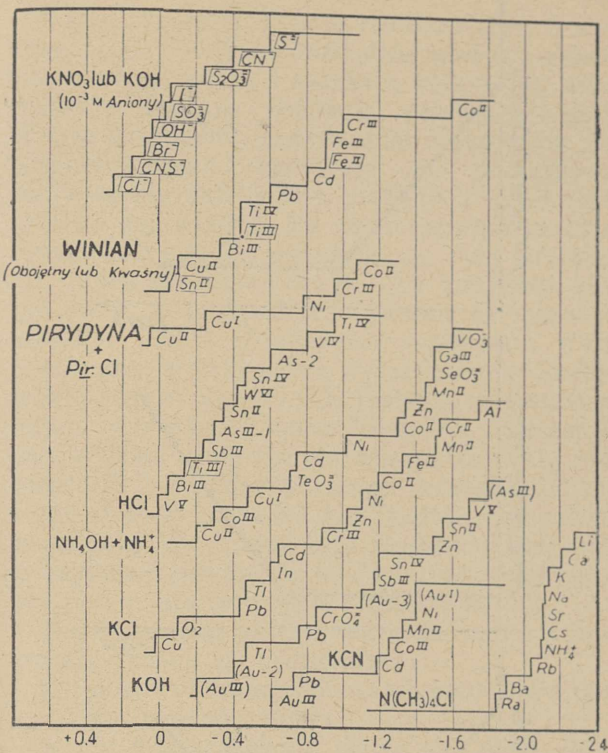 S=
CN-
KNO3 lub KOH
S2O3=
(10-3 M Aniony)
I-
SO3=
OH-
Br-
CNS-
Cl-
Co II
Cr III
Fe III
Fe II
Cd
Pb
Ti IV
Ti III
Bi III
WINIAN
(Obojętny lub Kwaśny)
Cu II
Sn II
Co II
Cr III
Ni
Cu I
Cu II
PIRYDYNA
+
Pir. Cl
Ti IV
V IV
As-2
Sn IV
W VI
Sn II
As III-1
Sb III
Ti III
Bi III
V V
HCl
VO3-
Ga III
SeO3=
Mn II
Zn
Co II
Ni
Cd
TeO3=
Cu I
Co III
Cu II
NH4OH + NH4+
Al
Cr II
Mn II
Fe II
Co II
Ni
Zn
Cr III
Cd
In
Tl
Pb
KCl
O2
Cu
(As III)
V V
Sn II
Zn
Sn IV
Sb III
(Au-3)
CrO4=
Pb
Tl
(Au-2)
KOH
(Au III)
(Au I)
Ni
Mn II
Co III
KCN
Cd
Pb
Au III
Li
Ca
K
Na
Sr
Cs
NH4+
Rb
Ba
Ra
N(CH3)4Cl
+0.4 0 -0.4 -0.8 -1.2 -1.6 -2.0 -2.4